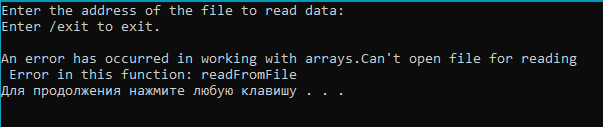 Enter the address of the file to read data:
Enter /exit to exit.
An error has occurred in working with arrays.Can't open file for reading
Error in this function: readFromFile
Для продолжения нажмите любую клавишу . . .